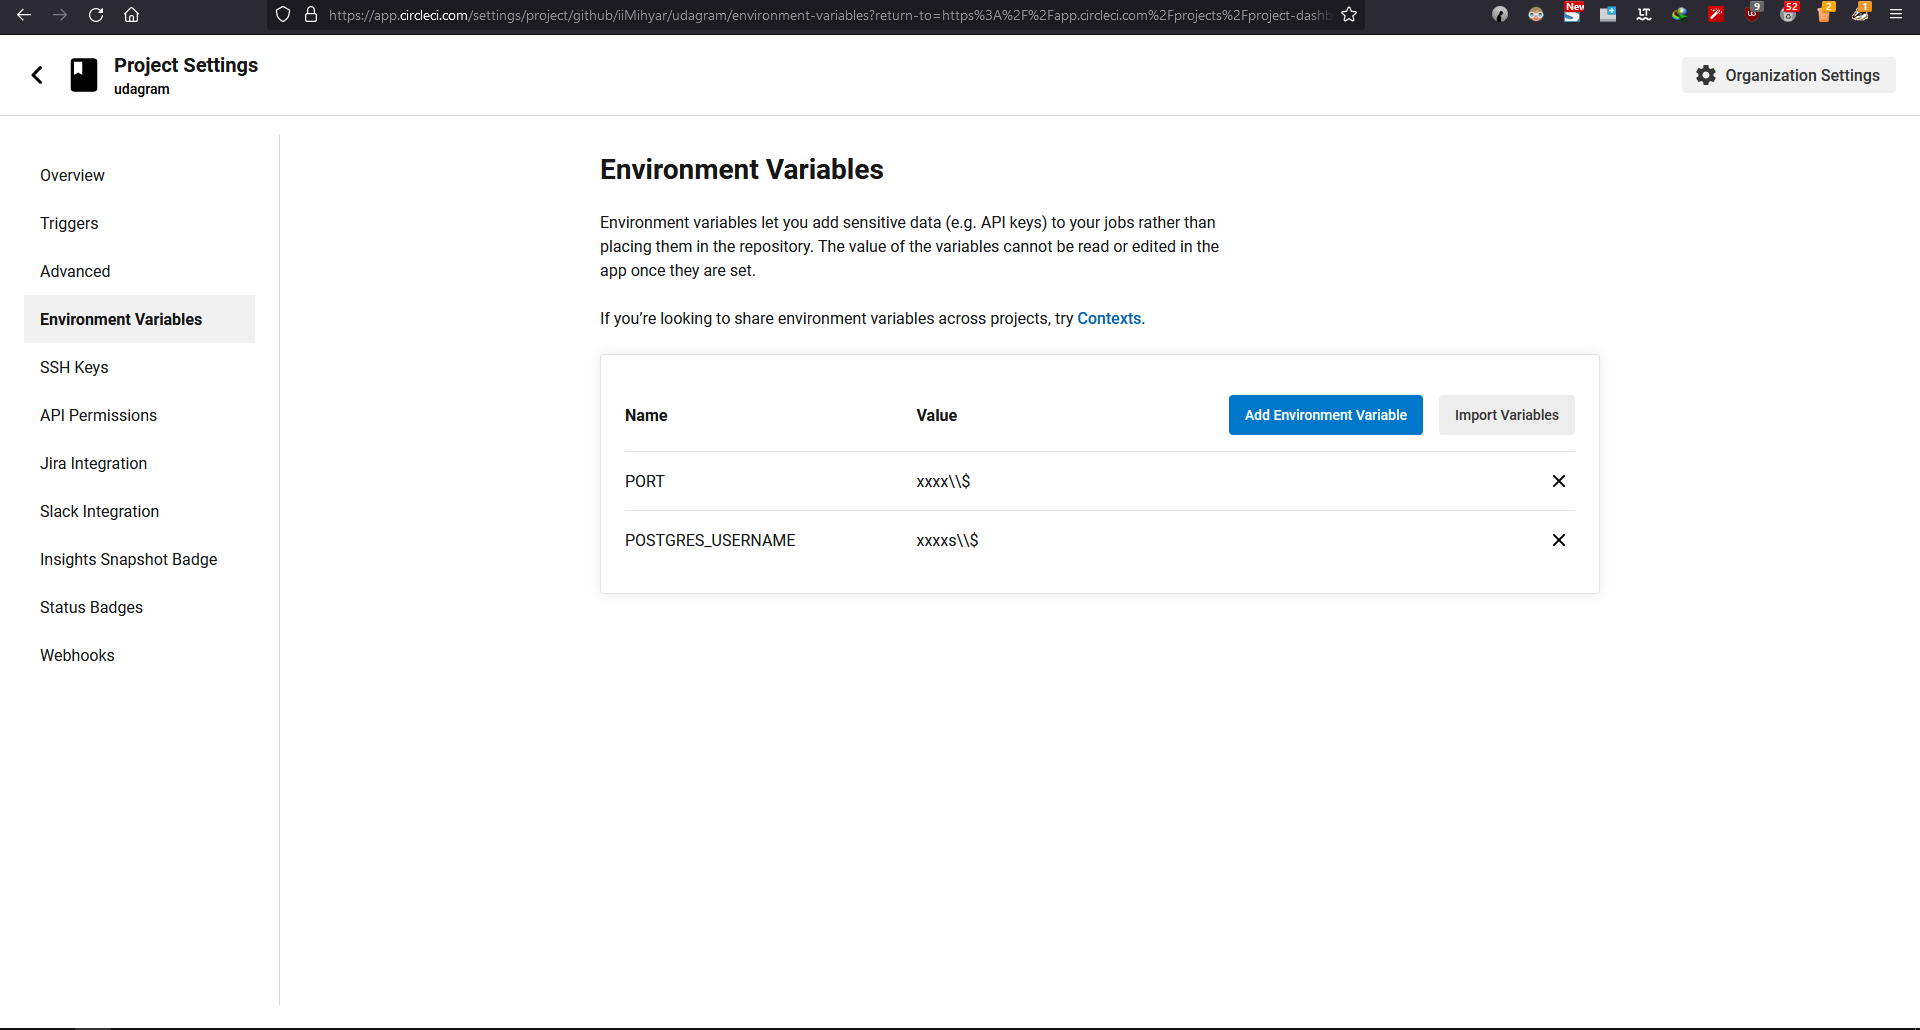 https://app.circleci.com/settings/project/github/iiMihyar/udagram/environment-variables?return-to=https%3A%2F%2Fapp.circleci.com%2Fprojects%2Fproject-dashb
New
9
52
2
1
Project Settings
udagram
Organization Settings
Overview
Triggers
Advanced
Environment Variables
SSH Keys
API Permissions
Jira Integration
Slack Integration
Insights Snapshot Badge
Status Badges
Webhooks
Environment Variables
Environment variables let you add sensitive data (e.g. API keys) to your jobs rather than
placing them in the repository. The value of the variables cannot be read or edited in the
app once they are set.
If you’re looking to share environment variables across projects, try Contexts.
Name Value Add Environment Variable Import Variables
PORT xxxx\\$
POSTGRES_USERNAME xxxxs\\$